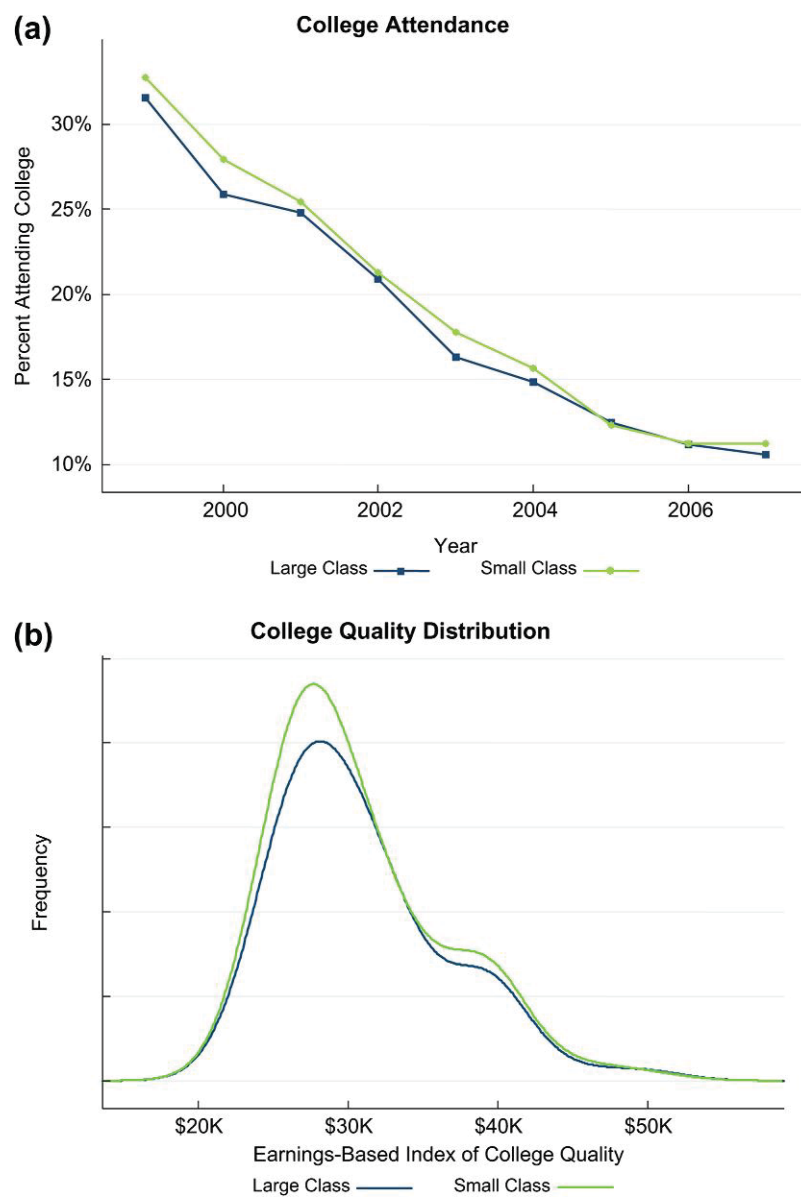 (a)
College Attendance
Percent Attending College
30%
25%
20%
15%
10%
2000 2002 2004 2006
Year
Large Class Small Class
(b)
College Quality Distribution
Frequency
$20K $30K $40K $50K
Earnings-Based Index of College Quality
Large Class Small Class